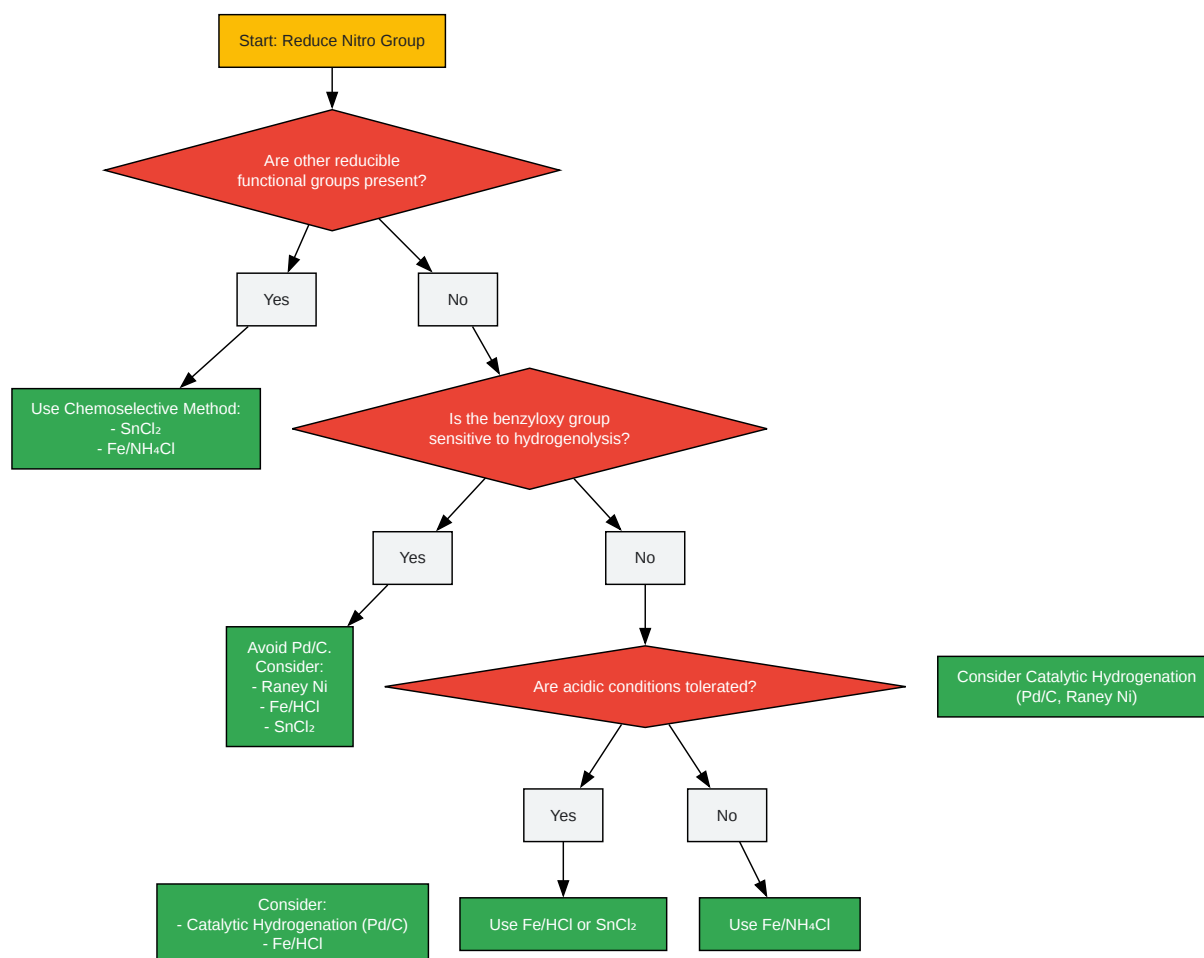 Start: Reduce Nitro Group
Are other reducible
functional groups present?
Yes
No
Use Chemoselective Method:
- SnCl₂
- Fe/NH₄Cl
Is the benzyloxy group
sensitive to hydrogenolysis?
Yes
No
Avoid Pd/C.
Consider:
- Raney Ni
- Fe/HCl
- SnCl₂
Are acidic conditions tolerated?
Consider Catalytic Hydrogenation
(Pd/C, Raney Ni)
Yes
No
Consider:
- Catalytic Hydrogenation (Pd/C)
- Fe/HCl
Use Fe/HCl or SnCl₂
Use Fe/NH₄Cl